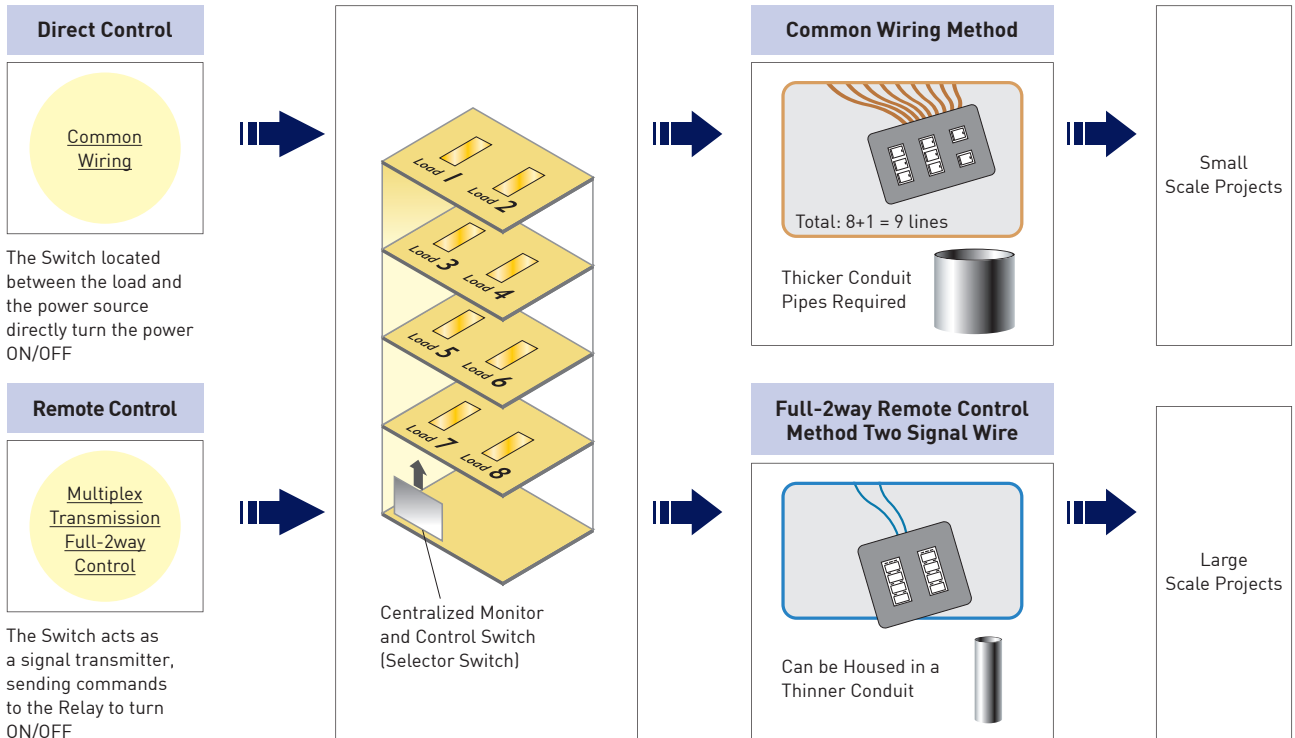 Direct Control
Common
Wiring
The Switch located
between the load and
the power source
directly turn the power
ON/OFF
Remote Control
Multiplex
Transmission
Full-2way
Control
The Switch acts as
a signal transmitter,
sending commands
to the Relay to turn
ON/OFF
Load 1
Load 2
Load 3
Load 4
Load 5
Load 6
Load 7
Load 8
Centralized Monitor
and Control Switch
(Selector Switch)
Common Wiring Method
Total: 8+1 = 9 lines
Thicker Conduit
Pipes Required
Full-2way Remote Control
Method Two Signal Wire
Can be Housed in a
Thinner Conduit
Small
Scale Projects
Large
Scale Projects